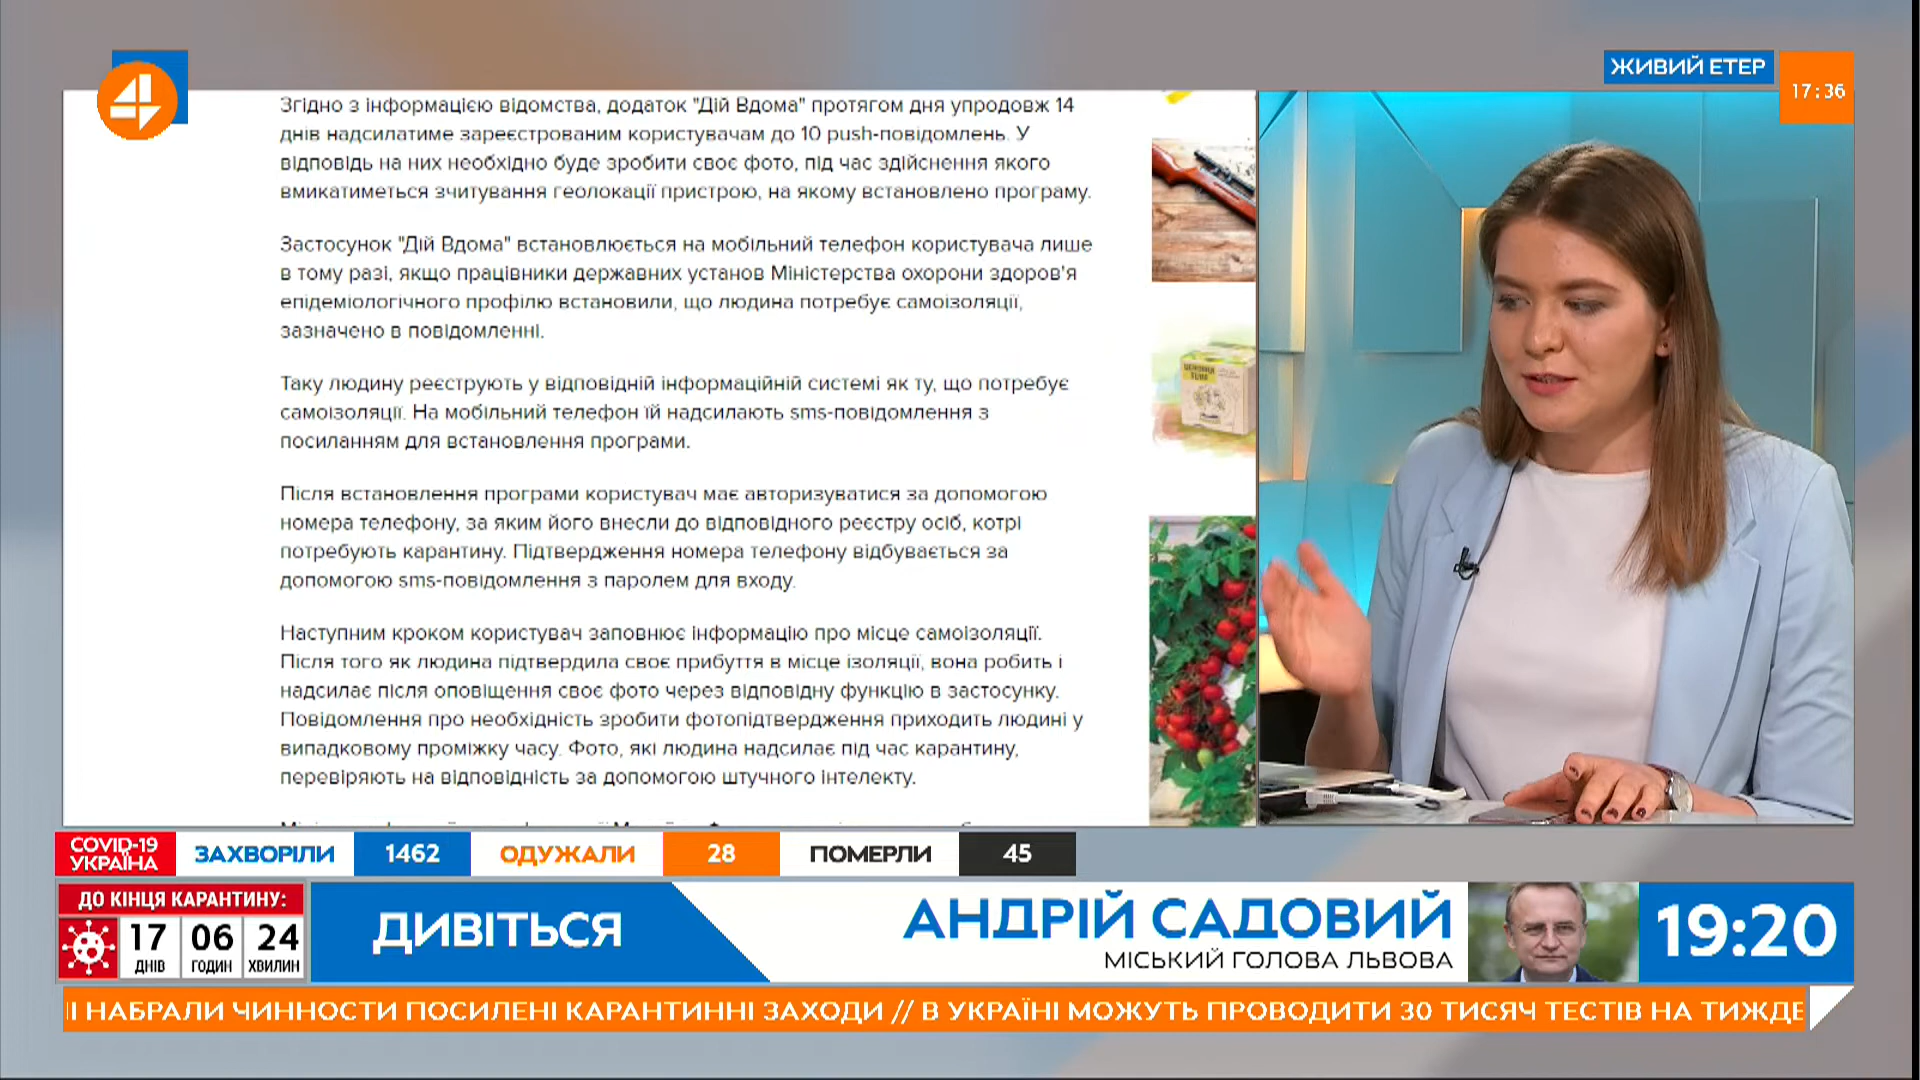 4
ЖИВИЙ ЕТЕР
17:36
Згідно з інформацією відомства, додаток "Дій Вдома" протягом дня упродовж 14
днів надсилатиме зареєстрованим користувачам до 10 push-повідомлень. У
відповідь на них необхідно буде зробити своє фото, під час здійснення якого
вмикатиметься зчитування геолокації пристрою, на якому встановлено програму.
Застосунок "Дій Вдома" встановлюється на мобільний телефон користувача лише
в тому разі, якщо працівники державних установ Міністерства охорони здоров'я
епідеміологічного профілю встановили, що людина потребує самоізоляції,
зазначено в повідомленні.
Таку людину реєструють у відповідній інформаційній системі як ту, що потребує
самоізоляції. На мобільний телефон їй надсилають sms-повідомлення з
посиланням для встановлення програми.
Після встановлення програми користувач має авторизуватися за допомогою
номера телефону, за яким його внесли до відповідного реєстру осіб, котрі
потребують карантину. Підтвердження номера телефону відбувається за
допомогою sms-повідомлення з паролем для входу.
Наступним кроком користувач заповнює інформацію про місце самоізоляції.
Після того як людина підтвердила своє прибуття в місце ізоляції, вона робить і
надсилає після оповіщення своє фото через відповідну функцію в застосунку.
Повідомлення про необхідність зробити фотопідтвердження приходить людині у
випадковому проміжку часу. Фото, які людина надсилає під час карантину,
перевіряють на відповідність за допомогою штучного інтелекту.
COVID-19
УКРАЇНА
ЗАХВОРІЛИ 1462 ОДУЖАЛИ 28 ПОМЕРЛИ 45
ДО КІНЦЯ КАРАНТИНУ:
17 06 24
ДНІВ ГОДИН ХВИЛИН
ДИВІТЬСЯ
АНДРІЙ САДОВИЙ
МІСЬКИЙ ГОЛОВА ЛЬВОВА
19:20
І НАБРАЛИ ЧИННОСТИ ПОСИЛЕНІ КАРАНТИННІ ЗАХОДИ // В УКРАЇНІ МОЖУТЬ ПРОВОДИТИ 30 ТИСЯЧ ТЕСТІВ НА ТИЖДЕ